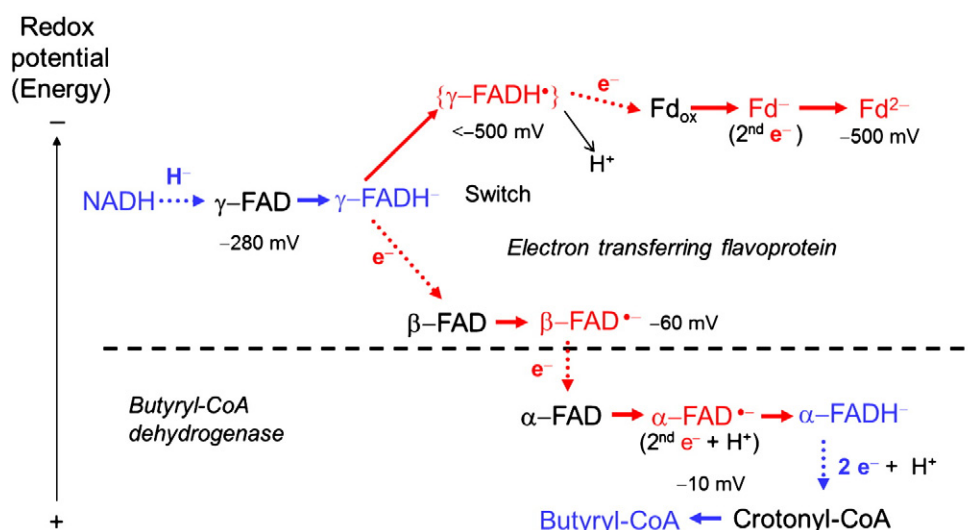 Redox
potential
(Energy)
−
{γ−FADH•}
e−
Fdox
Fd−
Fd2−
<−500 mV
(2nd e−)
−500 mV
H+
H−
NADH
γ−FAD
γ−FADH−
Switch
−280 mV
e−
Electron transferring flavoprotein
β−FAD
β−FAD•−
−60 mV
e−
Butyryl-CoA
dehydrogenase
α−FAD
α−FAD•−
α−FADH−
(2nd e− + H+)
2 e− + H+
−10 mV
+
Butyryl-CoA
Crotonyl-CoA